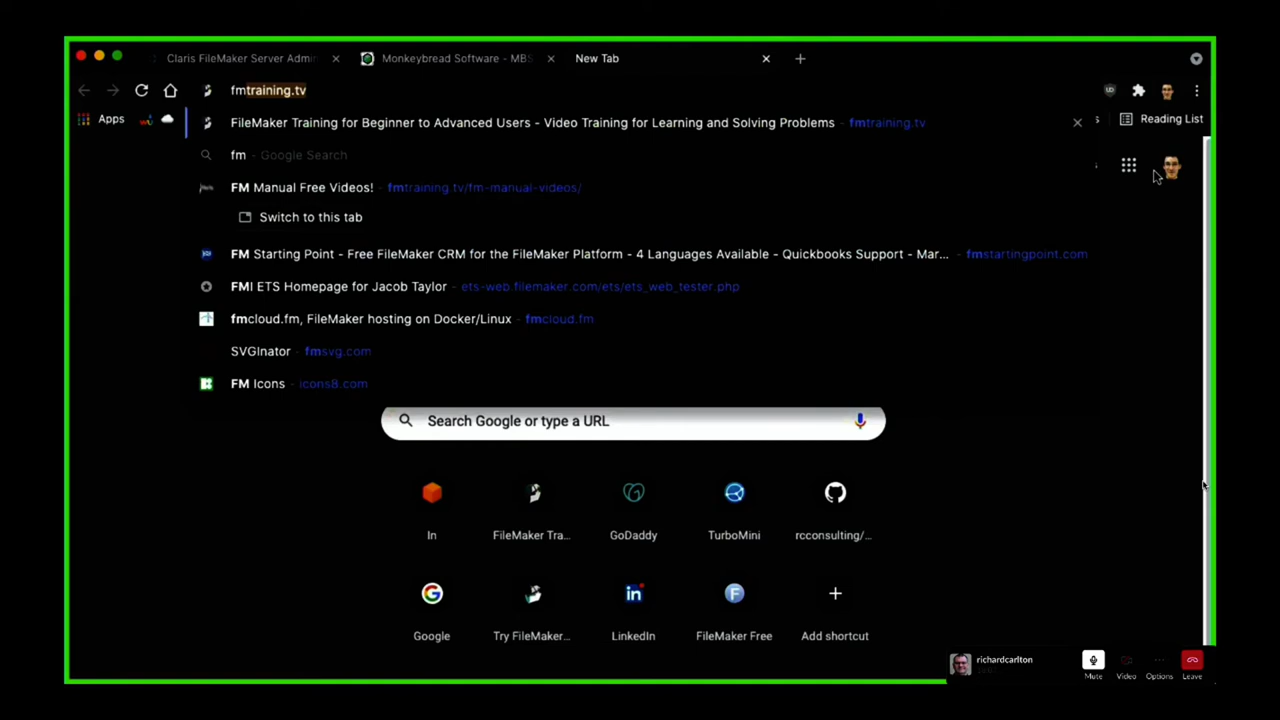 Claris FileMaker Server Admin
Monkeybread Software - MBS
New Tab
fmtraining.tv
UD
Apps
Reading List
FileMaker Training for Beginner to Advanced Users - Video Training for Learning and Solving Problems - fmtraining.tv
fm - Google Search
FM Manual Free Videos! - fmtraining.tv/fm-manual-videos/
Switch to this tab
FM Starting Point - Free FileMaker CRM for the FileMaker Platform - 4 Languages Available - Quickbooks Support - Mar... - fmstartingpoint.com
FMI ETS Homepage for Jacob Taylor - ets-web.filemaker.com/ets/ets_web_tester.php
fmcloud.fm, FileMaker hosting on Docker/Linux - fmcloud.fm
SVGInator - fmsvg.com
FM Icons - icons8.com
Search Google or type a URL
In
FileMaker Tra...
GoDaddy
TurboMini
rcconsulting/...
Google
Try FileMaker...
LinkedIn
FileMaker Free
Add shortcut
richardcarlton
Mute
Video
Options
Leave